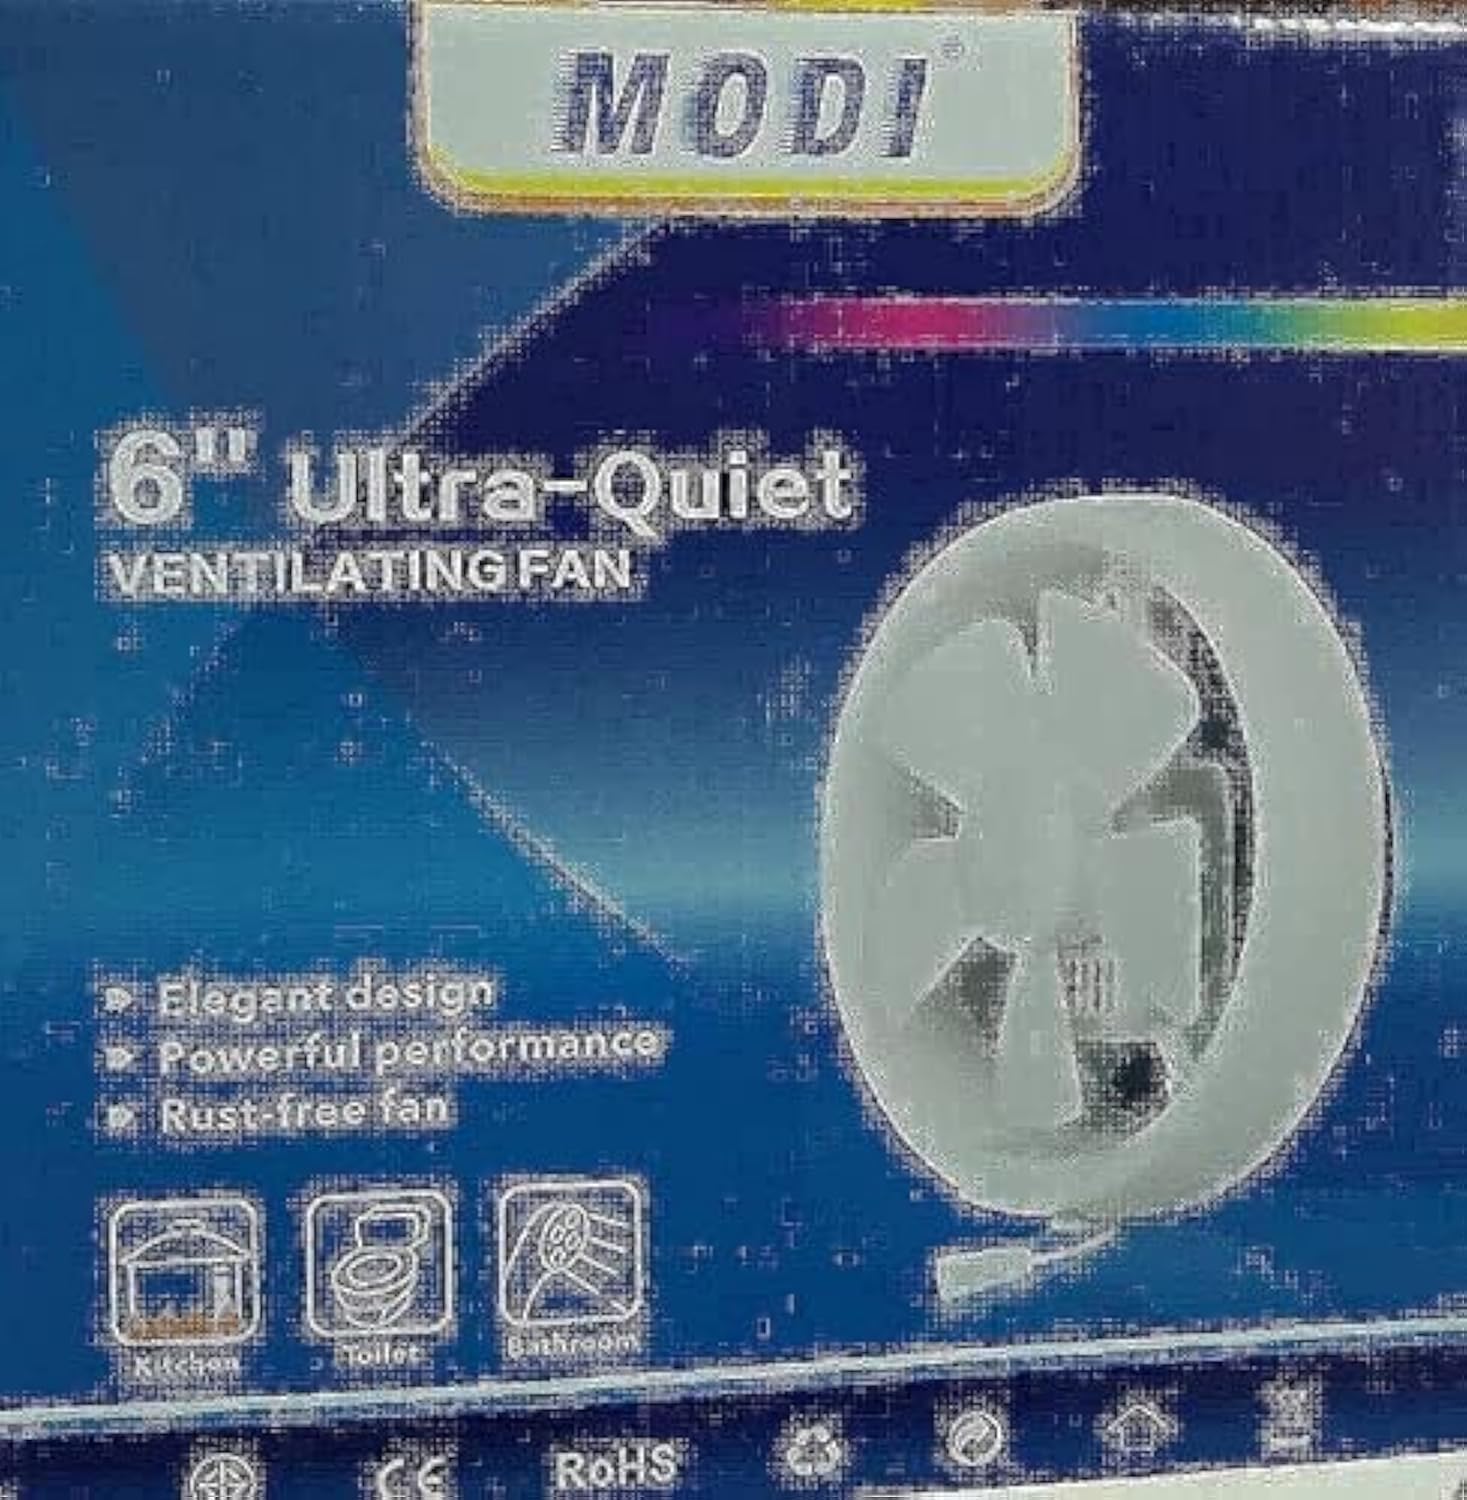 MODI®
6" Ultra-Quiet
VENTILATING FAN
Elegant design
Powerful performance
Rust-free fan
Kitchen Toilet Bathroom
CE RoHS